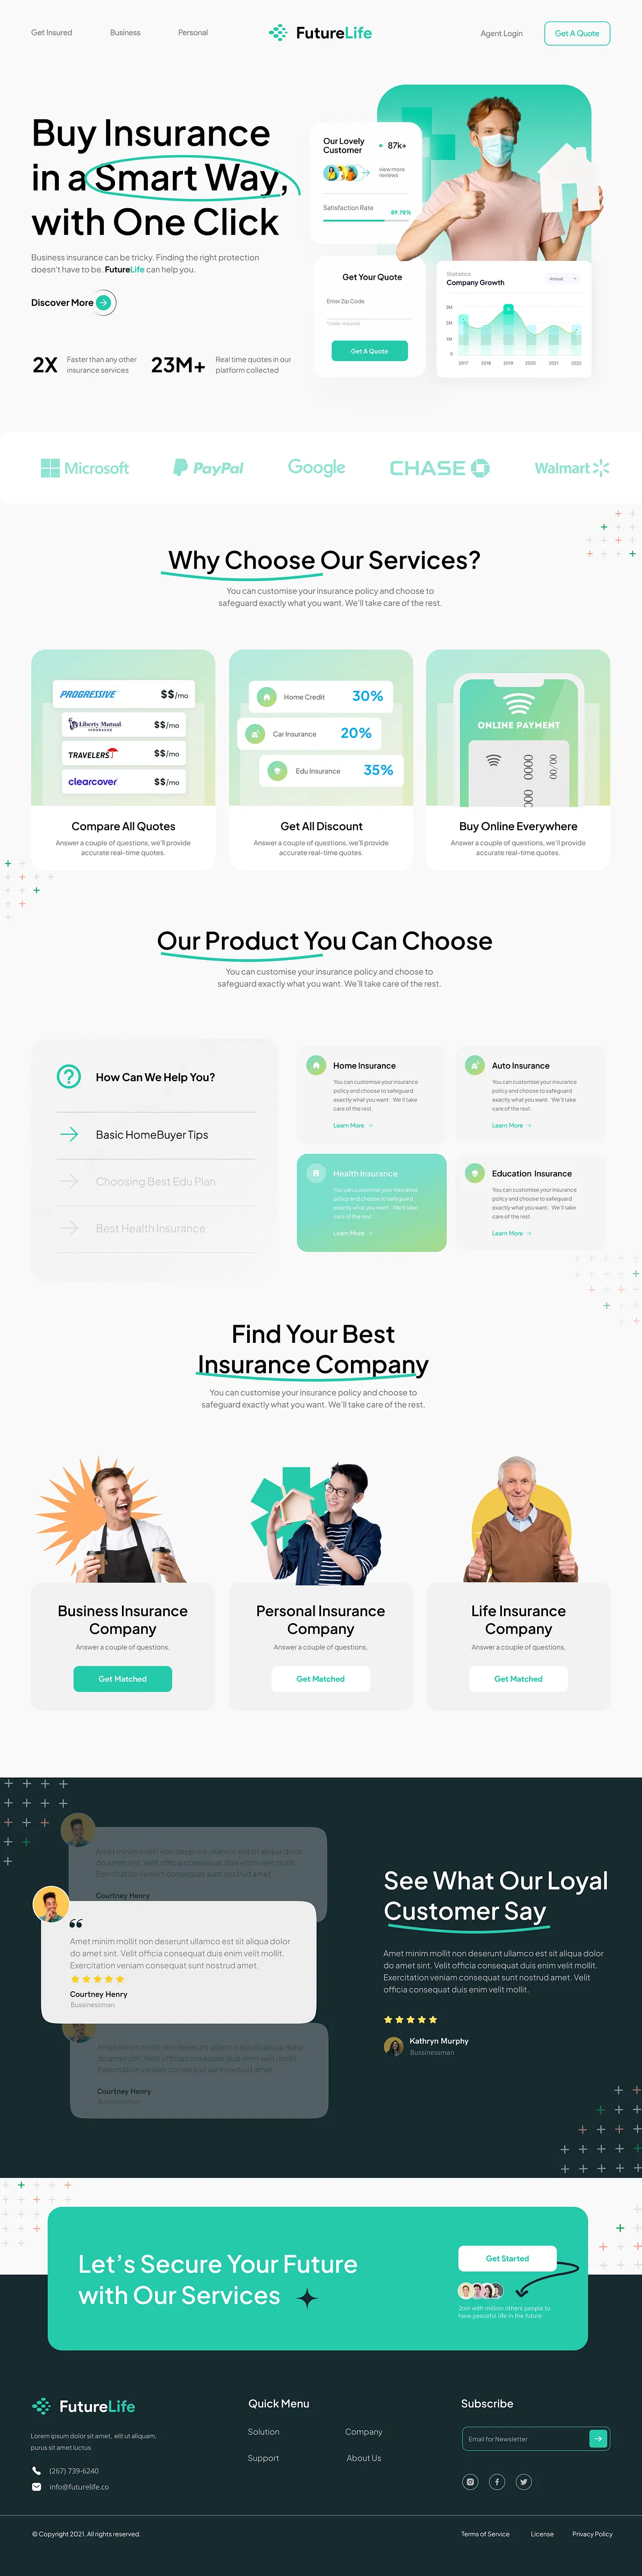 Get Insured
Business
Personal
FutureLife
Agent Login
Get A Quote
Buy Insurance
in a Smart Way,
with One Click
Business insurance can be tricky. Finding the right protection
doesn't have to be. FutureLife can help you.
Discover More
2X
Faster than any other
insurance services
23M+
Real time quotes in our
platform collected
Our Lovely
Customer
87k+
view more
reviews
Satisfaction Rate
89.78%
Get Your Quote
Enter Zip Code
Get A Quote
Statistics
Company Growth
Annual
3M
2M
1M
0
2017 2018 2019 2020 2021 2022
Microsoft
PayPal
Google
CHASE
Walmart
Why Choose Our Services?
You can customise your insurance policy and choose to
safeguard exactly what you want. We'll take care of the rest.
PROGRESSIVE
$$/mo
Liberty Mutual
INSURANCE
$$/mo
TRAVELERS
$$/mo
clearcover
$$/mo
Compare All Quotes
Answer a couple of questions, we'll provide
accurate real-time quotes.
Home Credit
30%
Car Insurance
20%
Edu Insurance
35%
Get All Discount
Answer a couple of questions, we'll provide
accurate real-time quotes.
ONLINE PAYMENT
0000
00/00
000
Buy Online Everywhere
Answer a couple of questions, we'll provide
accurate real-time quotes.
Our Product You Can Choose
You can customise your insurance policy and choose to
safeguard exactly what you want. We'll take care of the rest.
How Can We Help You?
Basic HomeBuyer Tips
Choosing Best Edu Plan
Best Health Insurance
Home Insurance
You can customise your insurance
policy and choose to safeguard
exactly what you want. We'll take
care of the rest.
Learn More
Auto Insurance
You can customise your insurance
policy and choose to safeguard
exactly what you want. We'll take
care of the rest.
Learn More
Health Insurance
You can customise your insurance
policy and choose to safeguard
exactly what you want. We'll take
care of the rest.
Learn More
Education Insurance
You can customise your insurance
policy and choose to safeguard
exactly what you want. We'll take
care of the rest.
Learn More
Find Your Best
Insurance Company
You can customise your insurance policy and choose to
safeguard exactly what you want. We'll take care of the rest.
Business Insurance
Company
Answer a couple of questions,
Get Matched
Personal Insurance
Company
Answer a couple of questions,
Get Matched
Life Insurance
Company
Answer a couple of questions,
Get Matched
Amet minim mollit non deserunt ullamco est sit aliqua dolor
do amet sint. Velit officia consequat duis enim velit mollit.
Exercitation veniam consequat sunt nostrud amet.
Courtney Henry
“
Amet minim mollit non deserunt ullamco est sit aliqua dolor
do amet sint. Velit officia consequat duis enim velit mollit.
Exercitation veniam consequat sunt nostrud amet.
Courtney Henry
Bussinessman
Amet minim mollit non deserunt ullamco est sit aliqua dolor
do amet sint. Velit officia consequat duis enim velit mollit.
Exercitation veniam consequat sunt nostrud amet.
Courtney Henry
Bussinessman
See What Our Loyal
Customer Say
Amet minim mollit non deserunt ullamco est sit aliqua dolor
do amet sint. Velit officia consequat duis enim velit mollit.
Exercitation veniam consequat sunt nostrud amet. Velit
officia consequat duis enim velit mollit.
Kathryn Murphy
Bussinessman
Let's Secure Your Future
with Our Services
Get Started
Join with million others people to
have peaceful life in the future
FutureLife
Lorem ipsum dolor sit amet, elit ut aliquam,
purus sit amet luctus
(267) 739-6240
info@futurelife.co
Quick Menu
Solution
Company
Support
About Us
Subscribe
Email for Newsletter
© Copyright 2021. All rights reserved.
Terms of Service
License
Privacy Policy